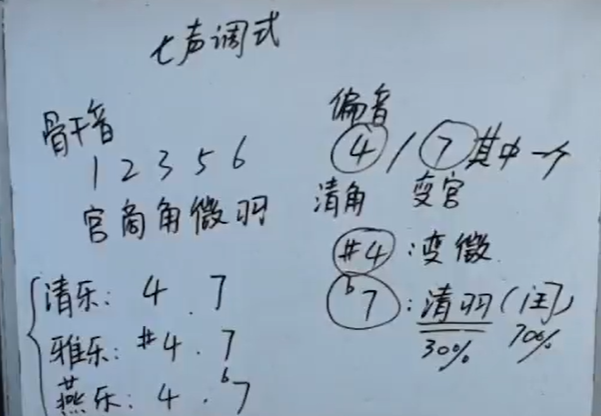 七声调式
骨干音
1 2 3 5 6
宫商角徵羽
偏音
4 / 7 其中一个
清角 变宫
#4 : 变徵
b7 : 清羽 (闰)
30% 70%
清乐: 4 . 7
雅乐: #4 . 7
燕乐: 4 . b7